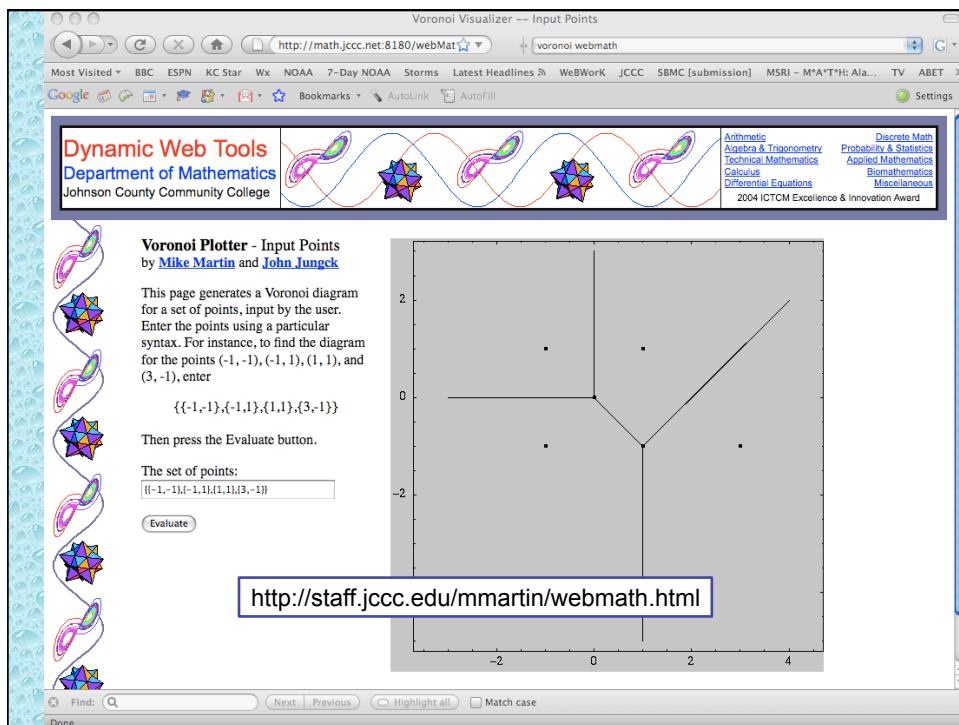 Voronoi Visualizer -- Input Points
http://math.jccc.net:8180/webMat
voronoi webmath
G
Most Visited BBC ESPN KC Star Wx NOAA 7-Day NOAA Storms Latest Headlines WeBWorK JCCC SBMC [submission] MSRI - M*A*T*H: Ala... TV ABET
Google Bookmarks AutoLink AutoFill Settings
Dynamic Web Tools
Department of Mathematics
Johnson County Community College
Arithmetic Discrete Math
Algebra & Trigonometry Probability & Statistics
Technical Mathematics Applied Mathematics
Calculus Biomathematics
Differential Equations Miscellaneous
2004 ICTCM Excellence & Innovation Award
Voronoi Plotter - Input Points
by Mike Martin and John Jungck
This page generates a Voronoi diagram
for a set of points, input by the user.
Enter the points using a particular
syntax. For instance, to find the diagram
for the points (-1, -1), (-1, 1), (1, 1), and
(3, -1), enter
{{-1,-1},{-1,1},{1,1},{3,-1}}
Then press the Evaluate button.
The set of points:
{{-1,-1},{-1,1},{1,1},{3,-1}}
Evaluate
2
0
-2
-2 0 2 4
http://staff.jccc.edu/mmartin/webmath.html
Find: Next Previous Highlight all Match case
Done